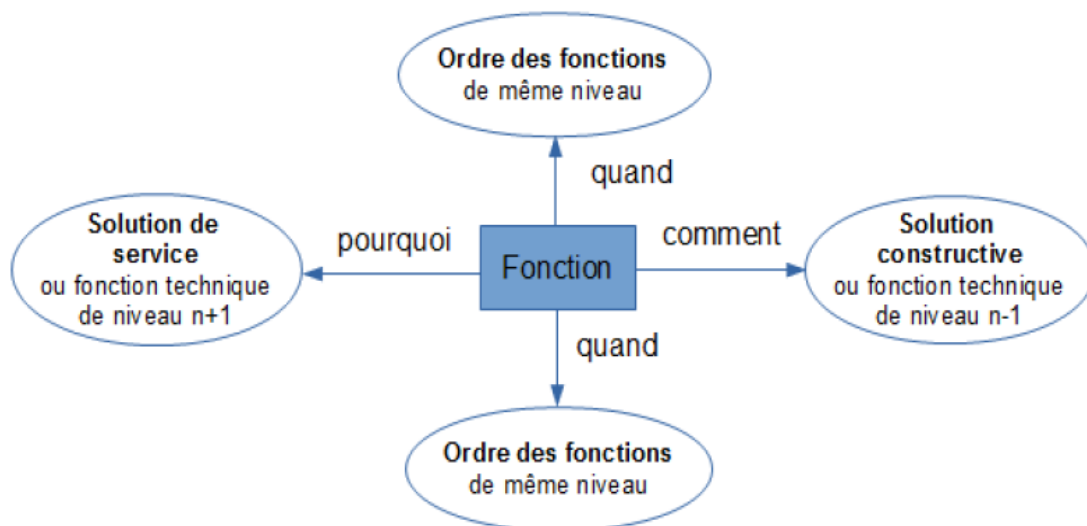 Ordre des fonctions
de même niveau
quand
Solution de
service
ou fonction technique
de niveau n+1
pourquoi
Fonction
comment
Solution
constructive
ou fonction technique
de niveau n-1
quand
Ordre des fonctions
de même niveau